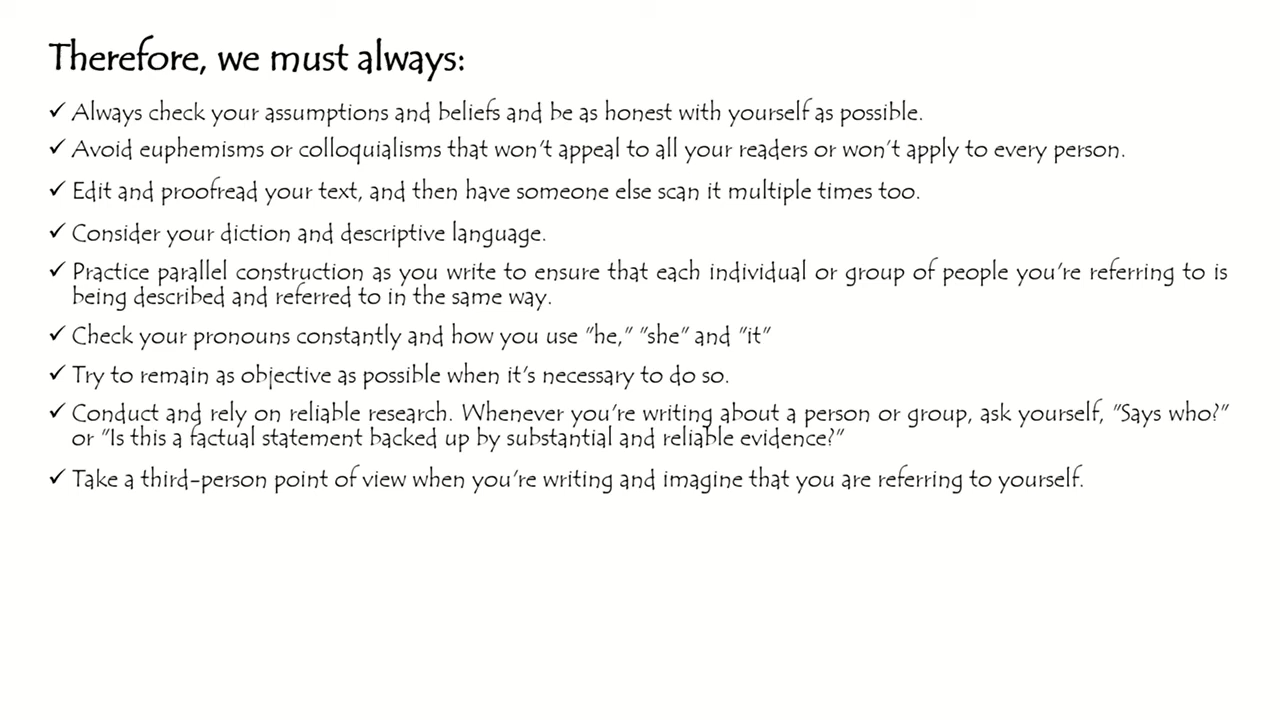 Therefore, we must always:
✓ Always check your assumptions and beliefs and be as honest with yourself as possible.
✓ Avoid euphemisms or colloquialisms that won't appeal to all your readers or won't apply to every person.
✓ Edit and proofread your text, and then have someone else scan it multiple times too.
✓ Consider your diction and descriptive language.
✓ Practice parallel construction as you write to ensure that each individual or group of people you're referring to is
being described and referred to in the same way.
✓ Check your pronouns constantly and how you use "he," "she" and "it"
✓ Try to remain as objective as possible when it's necessary to do so.
✓ Conduct and rely on reliable research. Whenever you're writing about a person or group, ask yourself, "Says who?"
or "Is this a factual statement backed up by substantial and reliable evidence?"
✓ Take a third-person point of view when you're writing and imagine that you are referring to yourself.